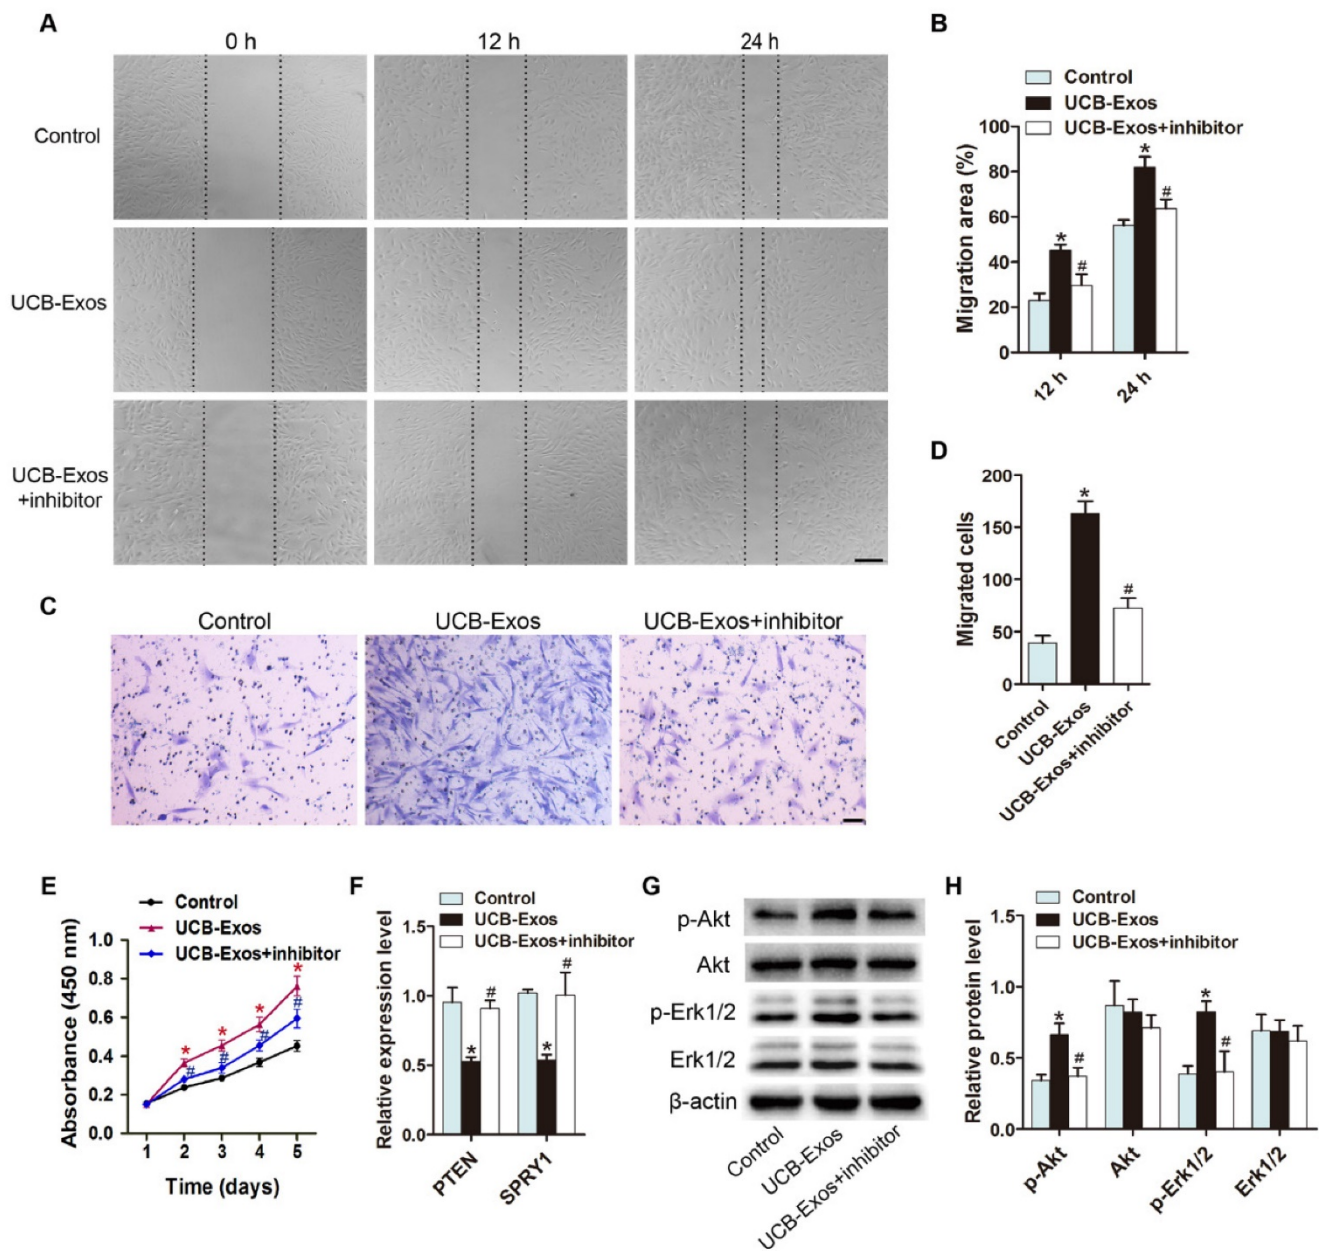 A
0 h
12 h
24 h
Control
UCB-Exos
UCB-Exos
+inhibitor
B
Control
UCB-Exos
UCB-Exos+inhibitor
Migration area (%)
100
80
60
40
20
0
*
#
*
#
12 h
24 h
C
Control
UCB-Exos
UCB-Exos+inhibitor
D
Migrated cells
200
150
100
50
0
*
#
Control
UCB-Exos
UCB-Exos+inhibitor
E
Control
UCB-Exos
UCB-Exos+inhibitor
Absorbance (450 nm)
1.0
0.8
0.6
0.4
0.2
0.0
*
*
*
*
#
#
#
#
1 2 3 4 5
Time (days)
F
Control
UCB-Exos
UCB-Exos+inhibitor
Relative expression level
1.5
1.0
0.5
0.0
*
#
*
#
PTEN
SPRY1
G
p-Akt
Akt
p-Erk1/2
Erk1/2
β-actin
Control
UCB-Exos
UCB-Exos+inhibitor
H
Control
UCB-Exos
UCB-Exos+inhibitor
Relative protein level
1.5
1.0
0.5
0.0
*
#
*
#
p-Akt
Akt
p-Erk1/2
Erk1/2